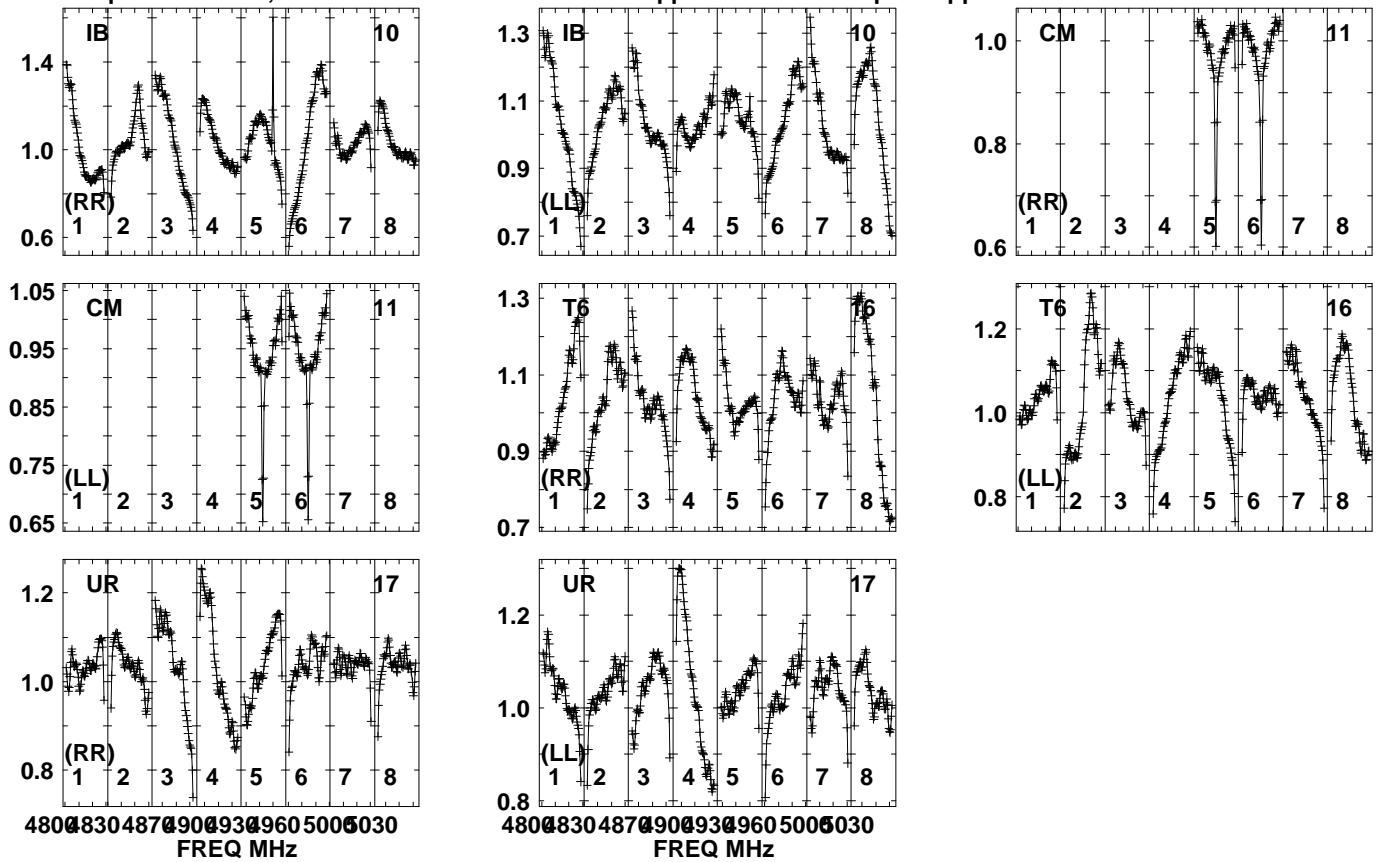 IB 10
1.4
1.0
(RR)
1 2 3 4 5 6 7 8
0.6
IB 10
1.3
1.1
0.9
(LL)
0.7
1 2 3 4 5 6 7 8
CM 11
1.0
0.8
(RR)
0.6
1 2 3 4 5 6 7 8
CM 11
1.05
0.95
0.85
0.75
(LL)
0.65
1 2 3 4 5 6 7 8
T6 16
1.3
1.1
0.9
(RR)
0.7
1 2 3 4 5 6 7 8
T6 16
1.2
1.0
(LL)
0.8
1 2 3 4 5 6 7 8
UR 17
1.2
1.0
(RR)
0.8
1 2 3 4 5 6 7 8
4800 4830 4870 4900 4930 4960 5000 5030
FREQ MHz
UR 17
1.2
1.0
(LL)
0.8
1 2 3 4 5 6 7 8
4800 4830 4870 4900 4930 4960 5000 5030
FREQ MHz